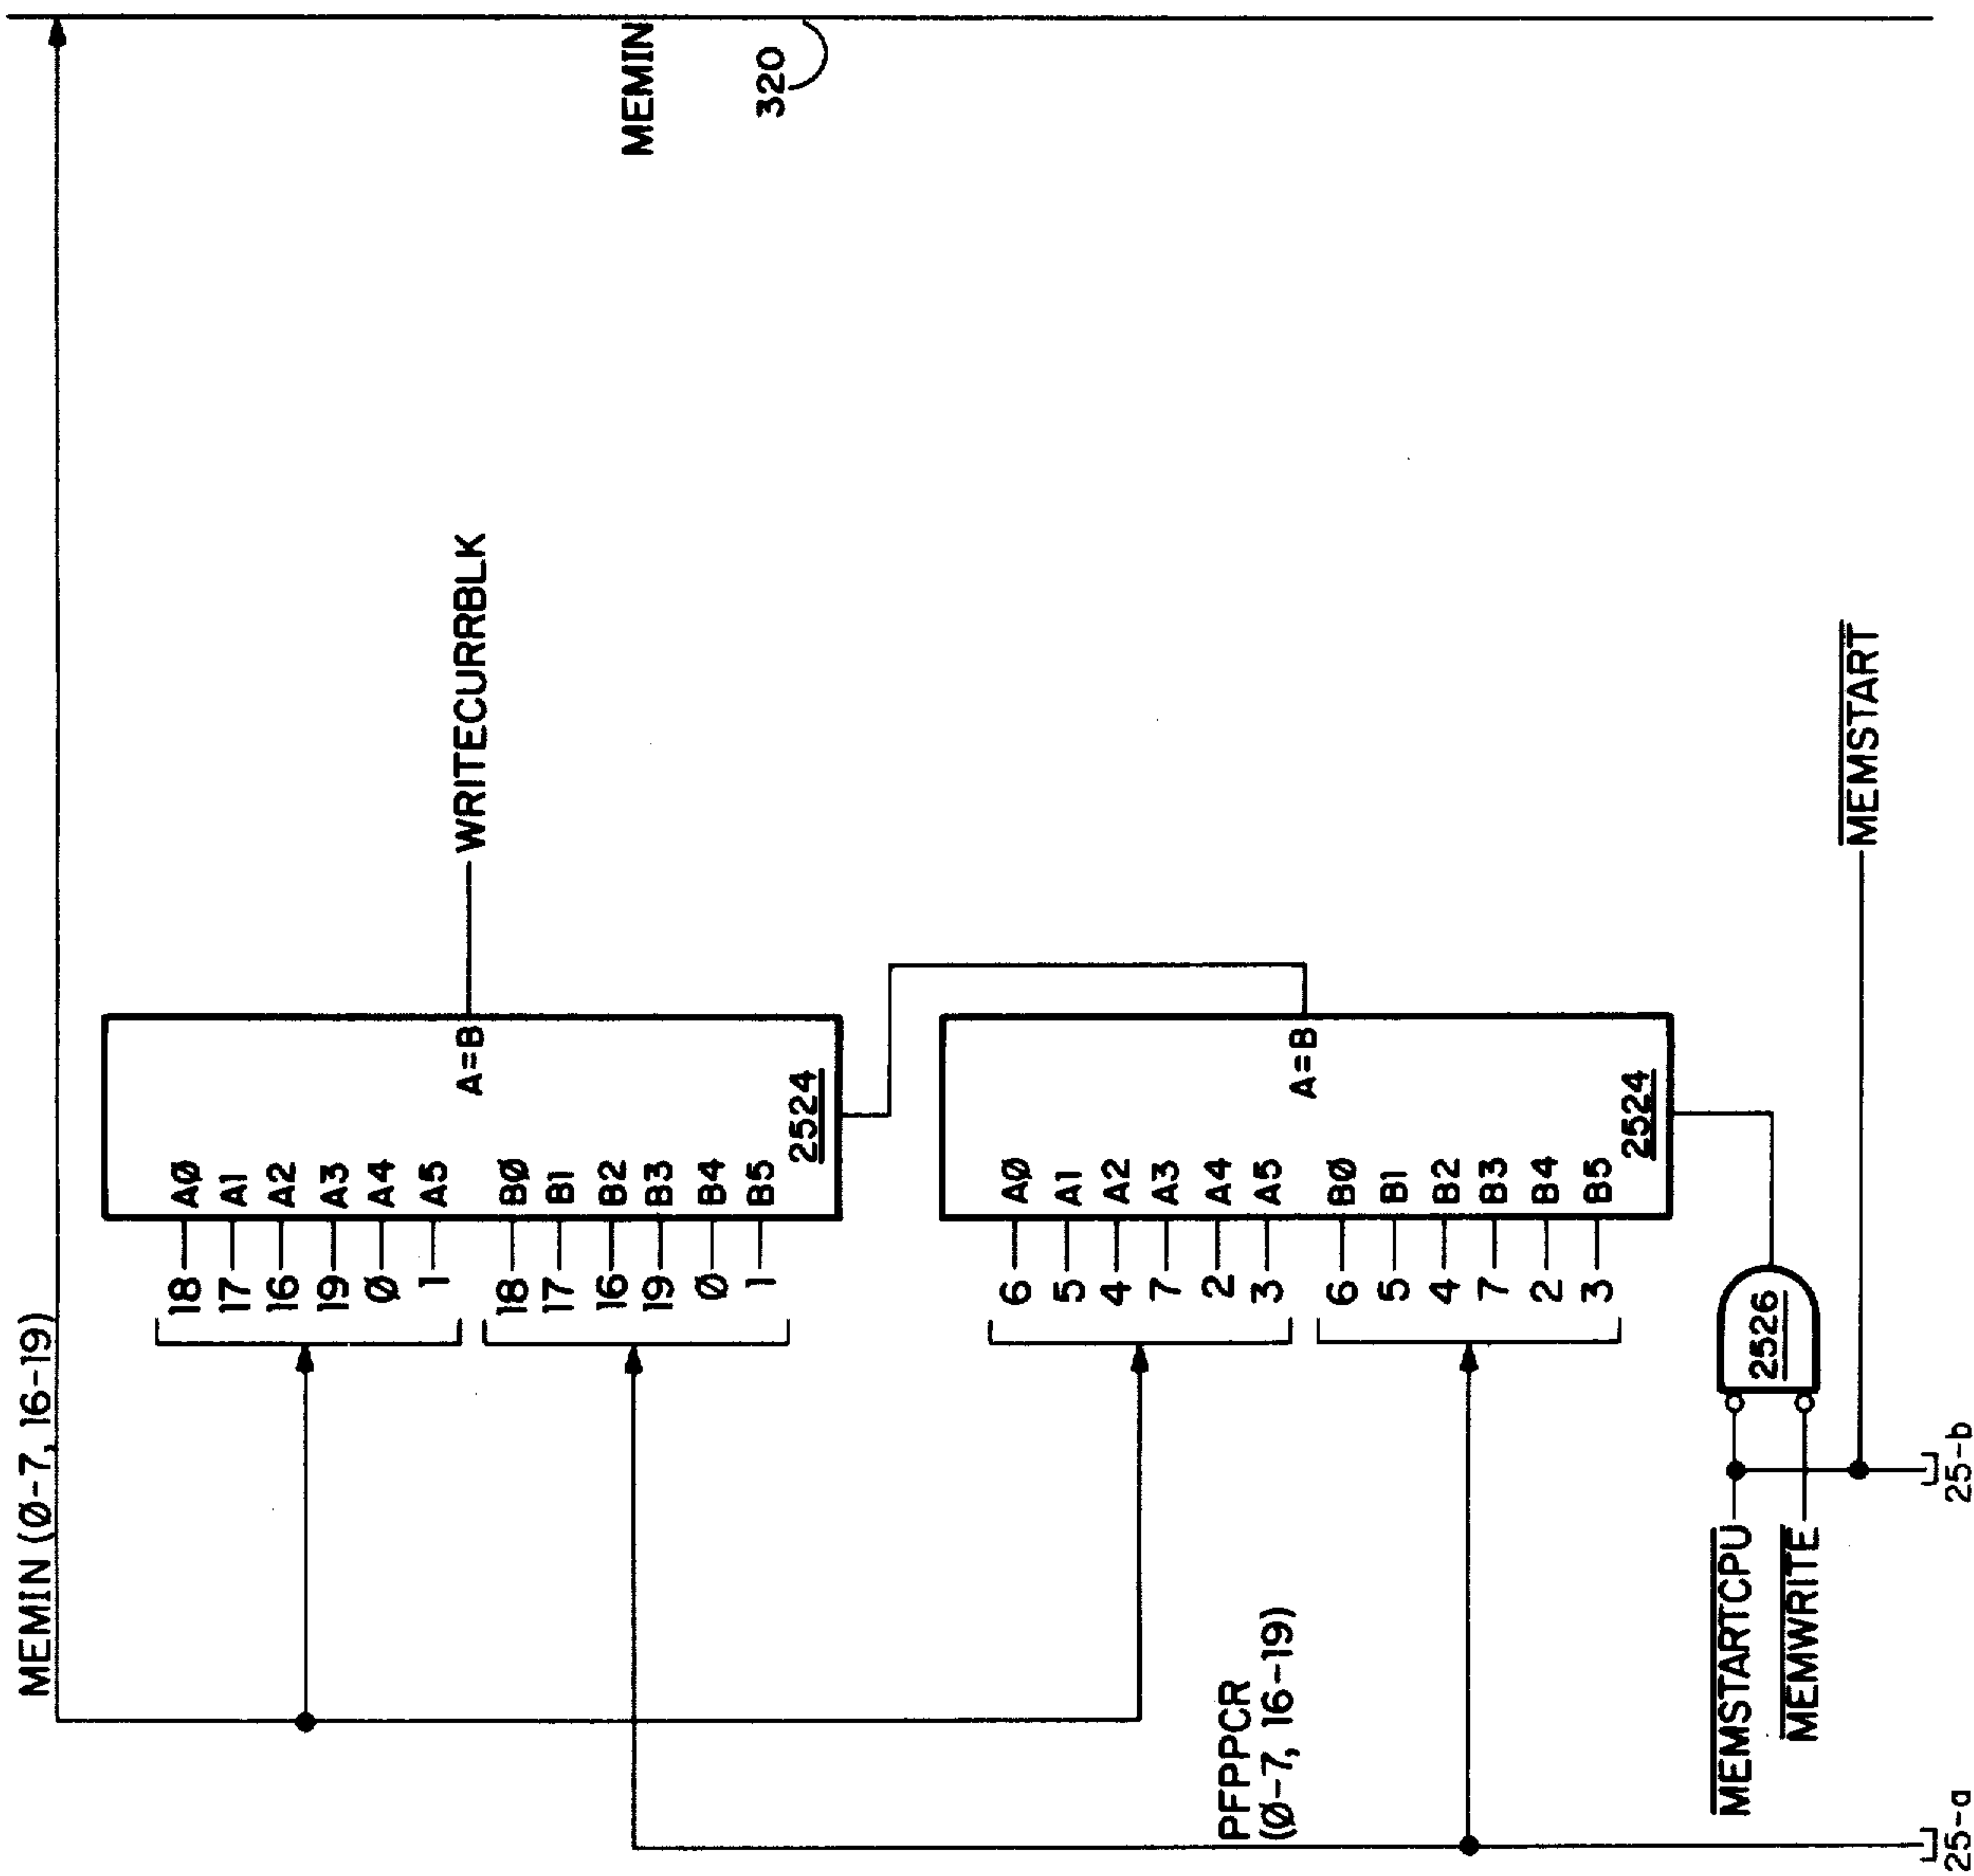 MEMIN (Ø-7, 16-19)
MEMIN
320
18 AØ
17 A1
16 A2
19 A3
Ø A4
1 A5
18 BØ
17 B1
16 B2
19 B3
Ø B4
1 B5
A=B
2524
WRITECURRBLK
6 AØ
5 A1
4 A2
7 A3
2 A4
3 A5
6 BØ
5 B1
4 B2
7 B3
2 B4
3 B5
A=B
2524
PFPPCR
(Ø-7, 16-19)
2526
MEMSTARTCPU
MEMWRITE
MEMSTART
25-a
25-b